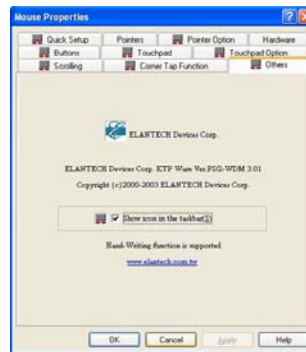 Mouse Properties
Quick Setup Pointers Pointer Option Hardware
Buttons Touchpad Touchpad Option
Scrolling Corner Tap Function Others
ELANTECH Devices Corp.
ELANTECH Devices Corp. KTP Ware Ver.PSQ-WDM 3.01
Copyright (c)2000-2003 ELANTECH Devices Corp.
Show icon in the taskbar(S)
Hand-Writing function is supported
www.elantech.com.tw
OK Cancel Apply Help